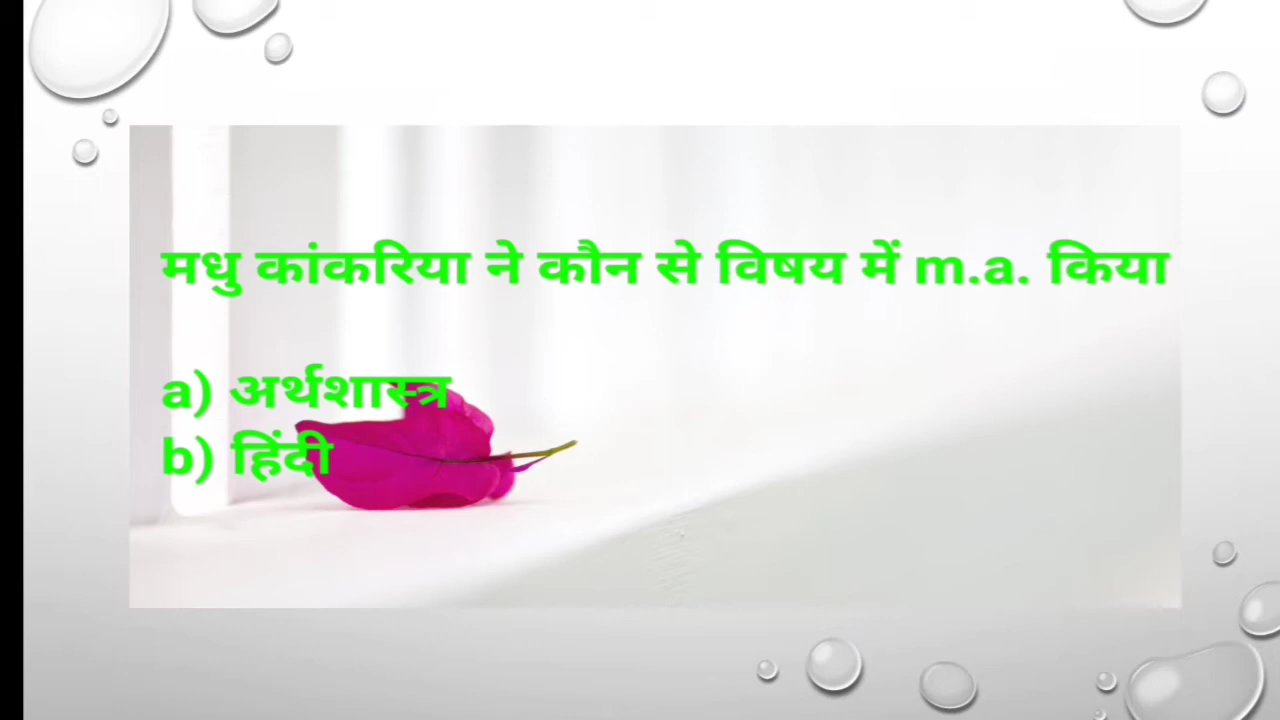 मधु कांकरिया ने कौन से विषय में m.a. किया
a) अर्थशास्त्र
b) हिंदी